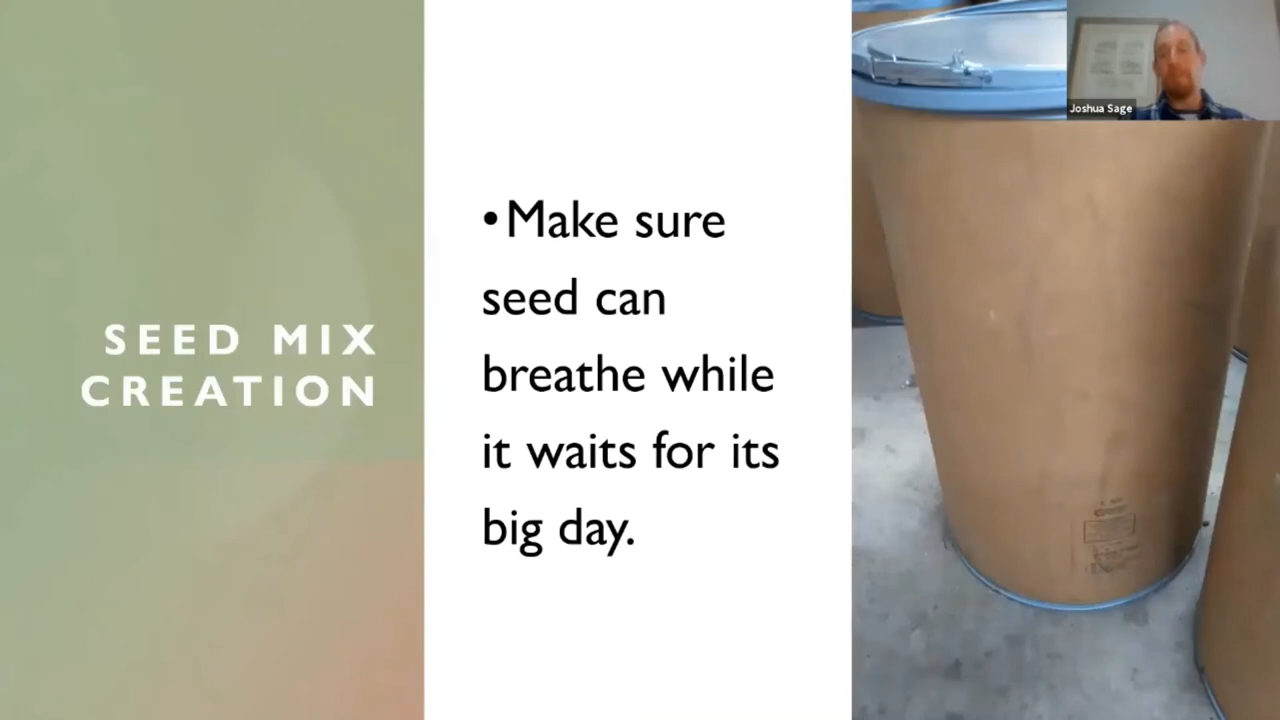 SEED MIX
CREATION
•Make sure
seed can
breathe while
it waits for its
big day.
Joshua Sage